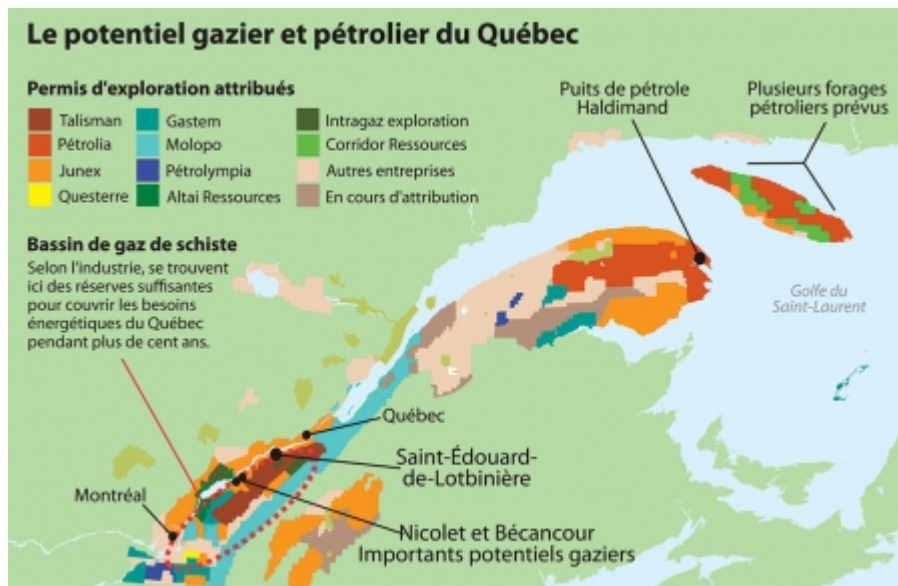 Le potentiel gazier et pétrolier du Québec
Permis d'exploration attribués
Talisman
Pétrolia
Junex
Questerre
Gastem
Molopo
Pétrolympia
Altai Ressources
Intragaz exploration
Corridor Ressources
Autres entreprises
En cours d'attribution
Puits de pétrole
Haldimand
Plusieurs forages
pétroliers prévus
Bassin de gaz de schiste
Selon l'industrie, se trouvent
ici des réserves suffisantes
pour couvrir les besoins
énergétiques du Québec
pendant plus de cent ans.
Golfe du
Saint-Laurent
Québec
Saint-Édouard-
de-Lotbinière
Montréal
Nicolet et Bécancour
Importants potentiels gaziers